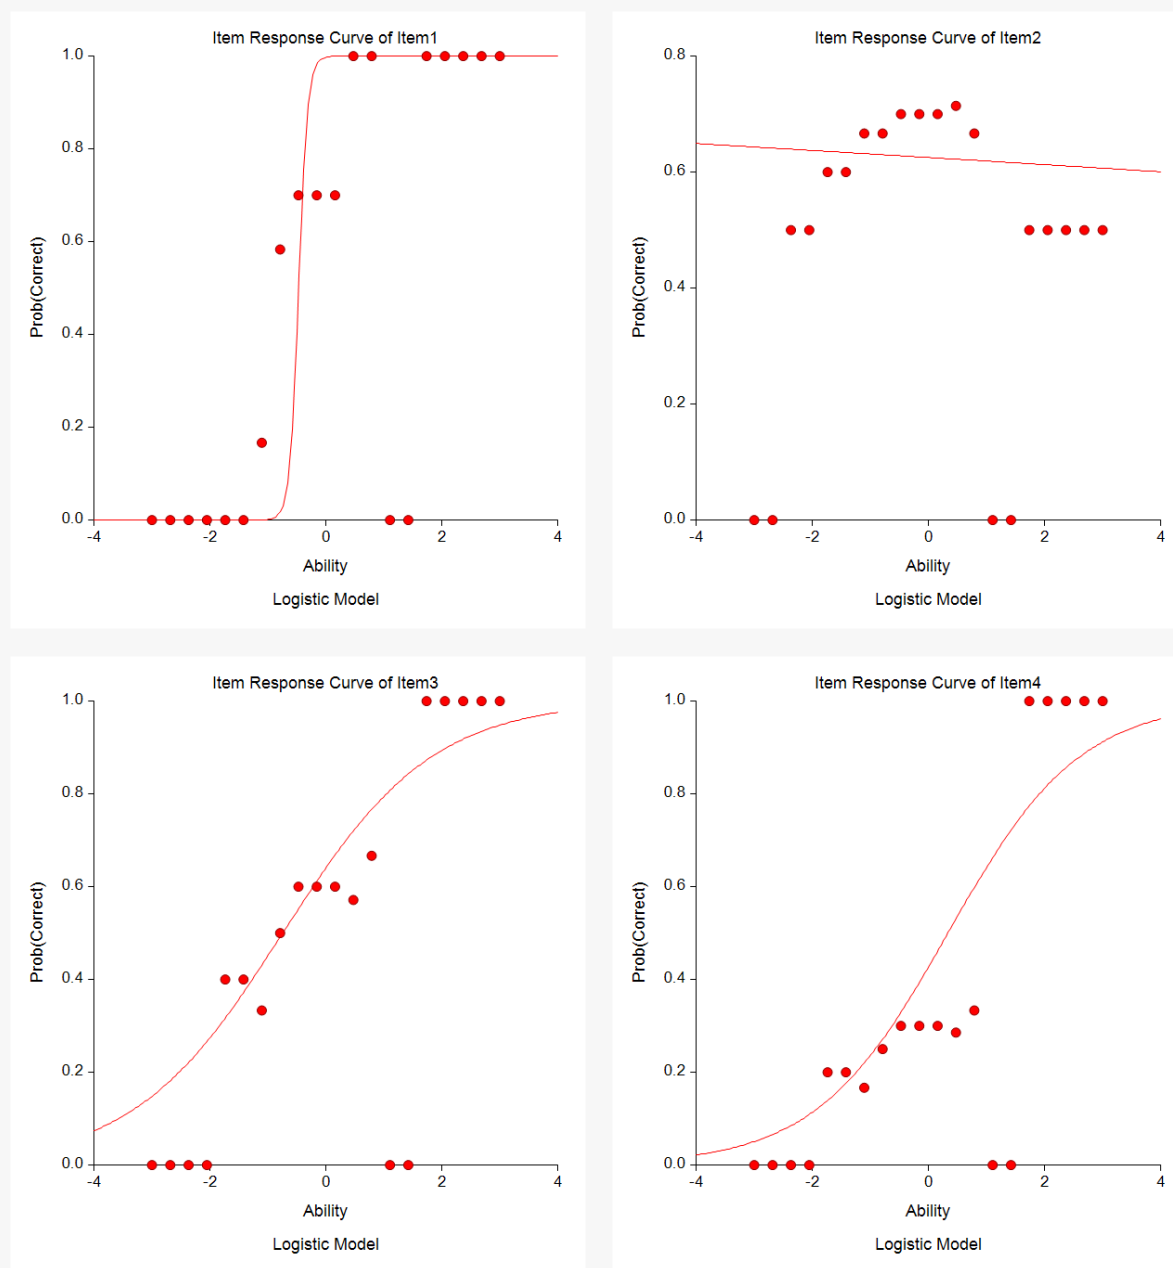 Item Response Curve of Item1
1.0
0.8
0.6
0.4
0.2
0.0
Prob(Correct)
-4 -2 0 2 4
Ability
Logistic Model
Item Response Curve of Item2
0.8
0.6
0.4
0.2
0.0
Prob(Correct)
-4 -2 0 2 4
Ability
Logistic Model
Item Response Curve of Item3
1.0
0.8
0.6
0.4
0.2
0.0
Prob(Correct)
-4 -2 0 2 4
Ability
Logistic Model
Item Response Curve of Item4
1.0
0.8
0.6
0.4
0.2
0.0
Prob(Correct)
-4 -2 0 2 4
Ability
Logistic Model